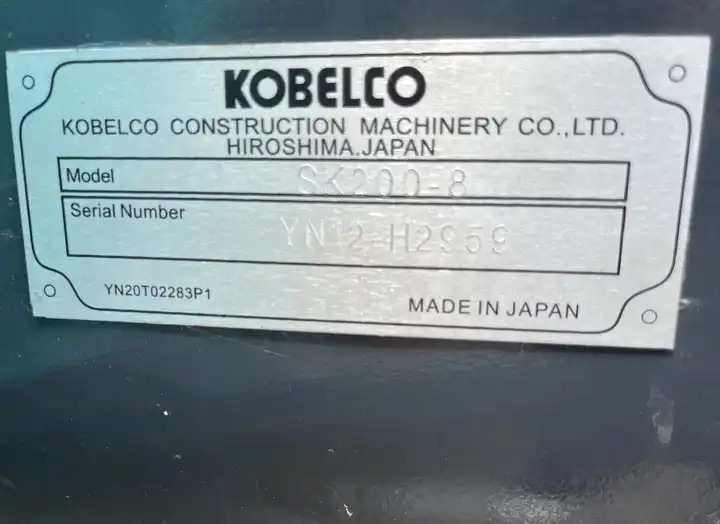 KOBELCO
KOBELCO CONSTRUCTION MACHINERY CO.,LTD.
HIROSHIMA.JAPAN
Model SK200-8
Serial Number YN12-H2959
YN20T02283P1
MADE IN JAPAN